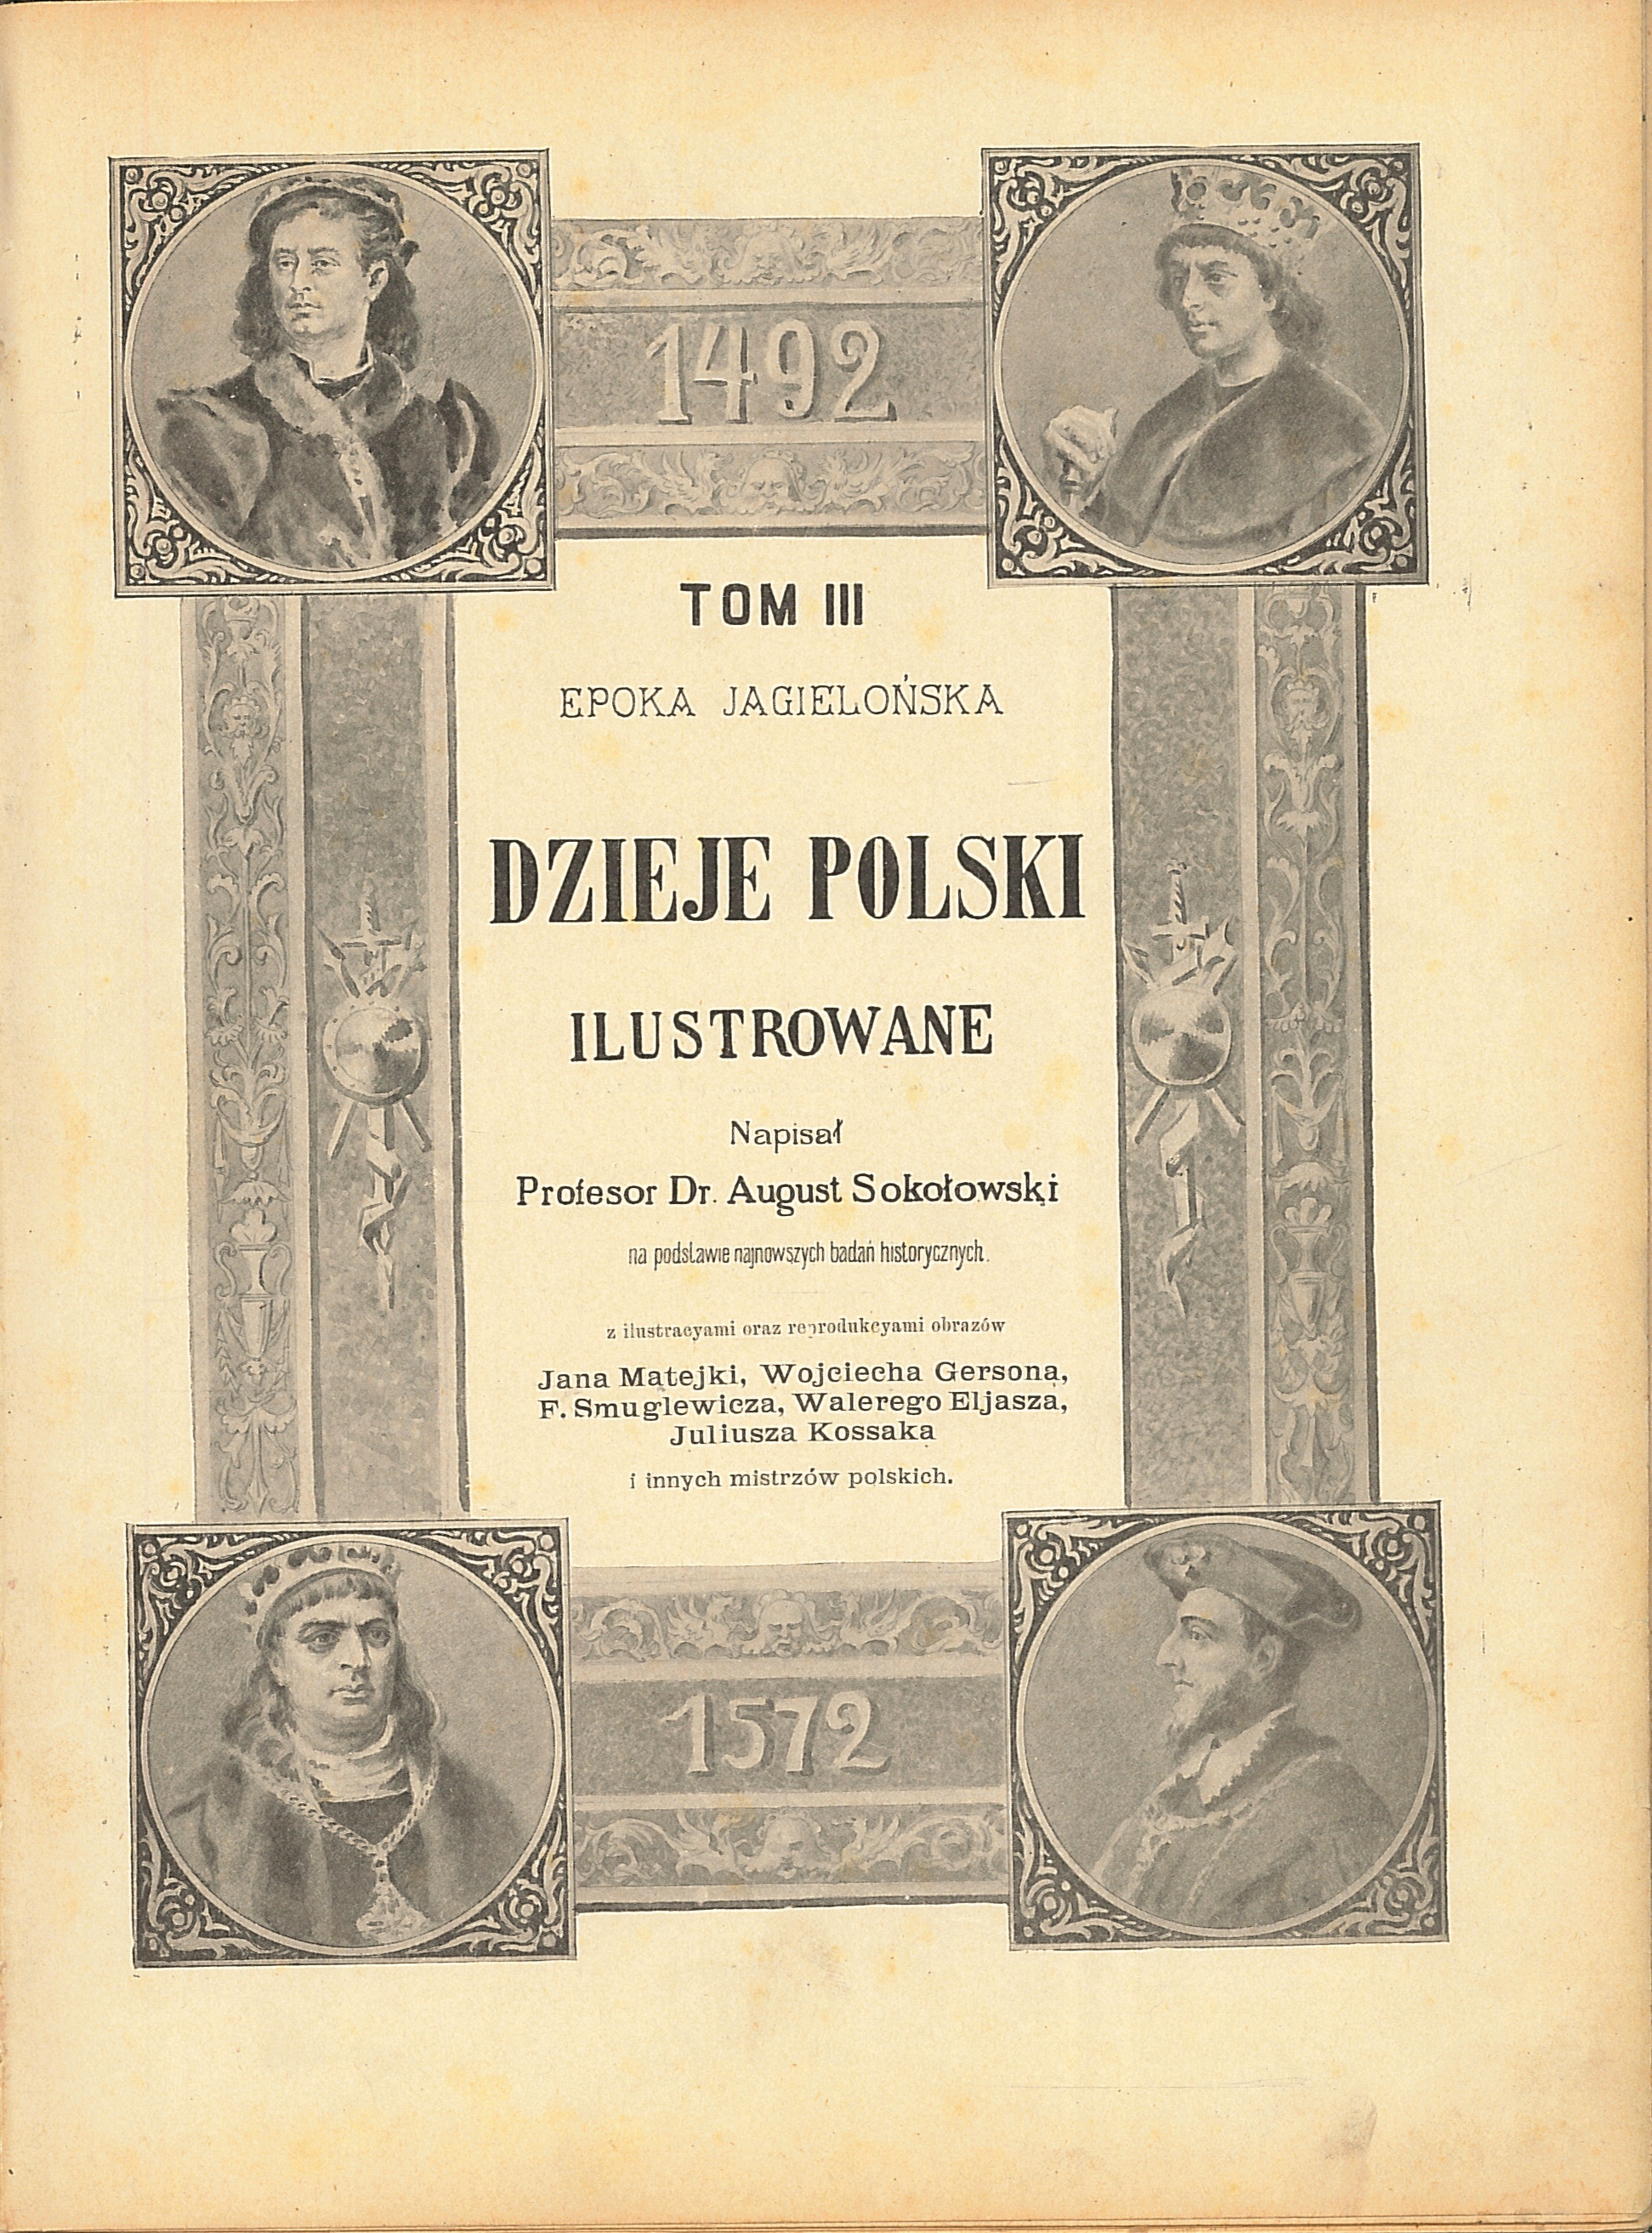 1492
TOM III
EPOKA JAGIELOŃSKA
DZIEJE POLSKI
ILUSTROWANE
Napisał
Profesor Dr. August Sokołowski
na podstawie najnowszych badań historycznych.
z ilustracyami oraz reprodukcyami obrazów
Jana Matejki, Wojciecha Gersona,
F. Smuglewicza, Walerego Eljasza,
Juliusza Kossaka
i innych mistrzów polskich.
1572